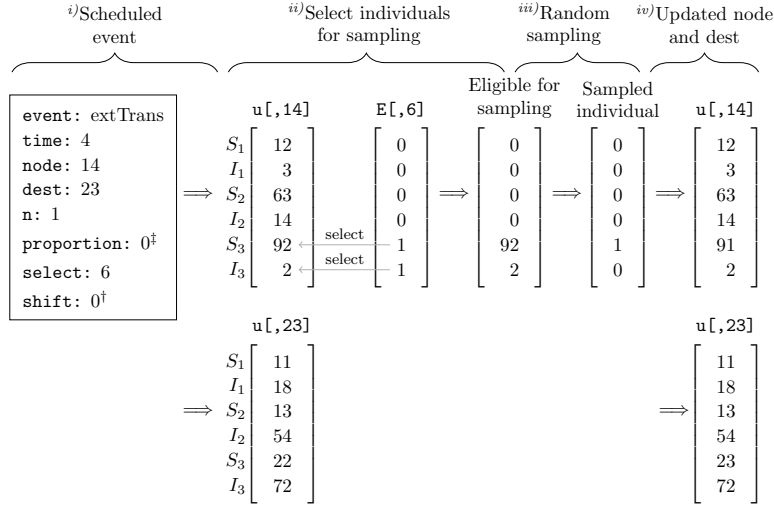 i)Scheduled event
ii)Select individuals for sampling
iii)Random sampling
iv)Updated node and dest
event: extTrans
time: 4
node: 14
dest: 23
n: 1
proportion: 0‡
select: 6
shift: 0†
u[,14] E[,6] Eligible for sampling Sampled individual u[,14]
S1 12 0 0 0 12
I1 3 0 0 0 3
⟹ S2 63 0 ⟹ 0 ⟹ 0 ⟹ 63
I2 14 0 0 0 14
S3 92 select 1 92 1 91
I3 2 select 1 2 0 2
u[,23] u[,23]
S1 11 11
I1 18 18
⟹ S2 13 ⟹ 13
I2 54 54
S3 22 23
I3 72 72